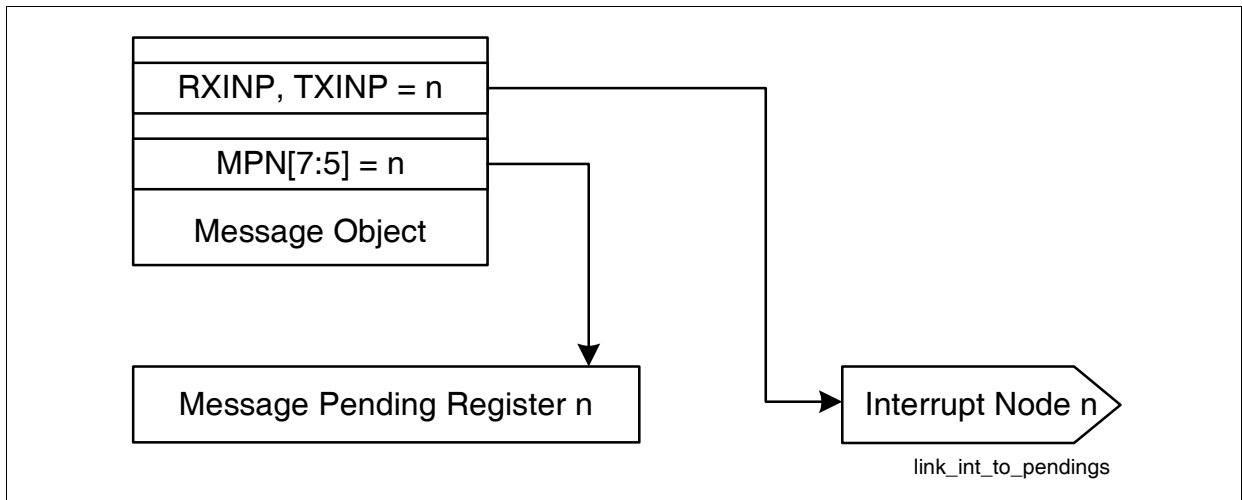 RXINP, TXINP = n
MPN[7:5] = n
Message Object
Message Pending Register n
Interrupt Node n
link_int_to_pendings